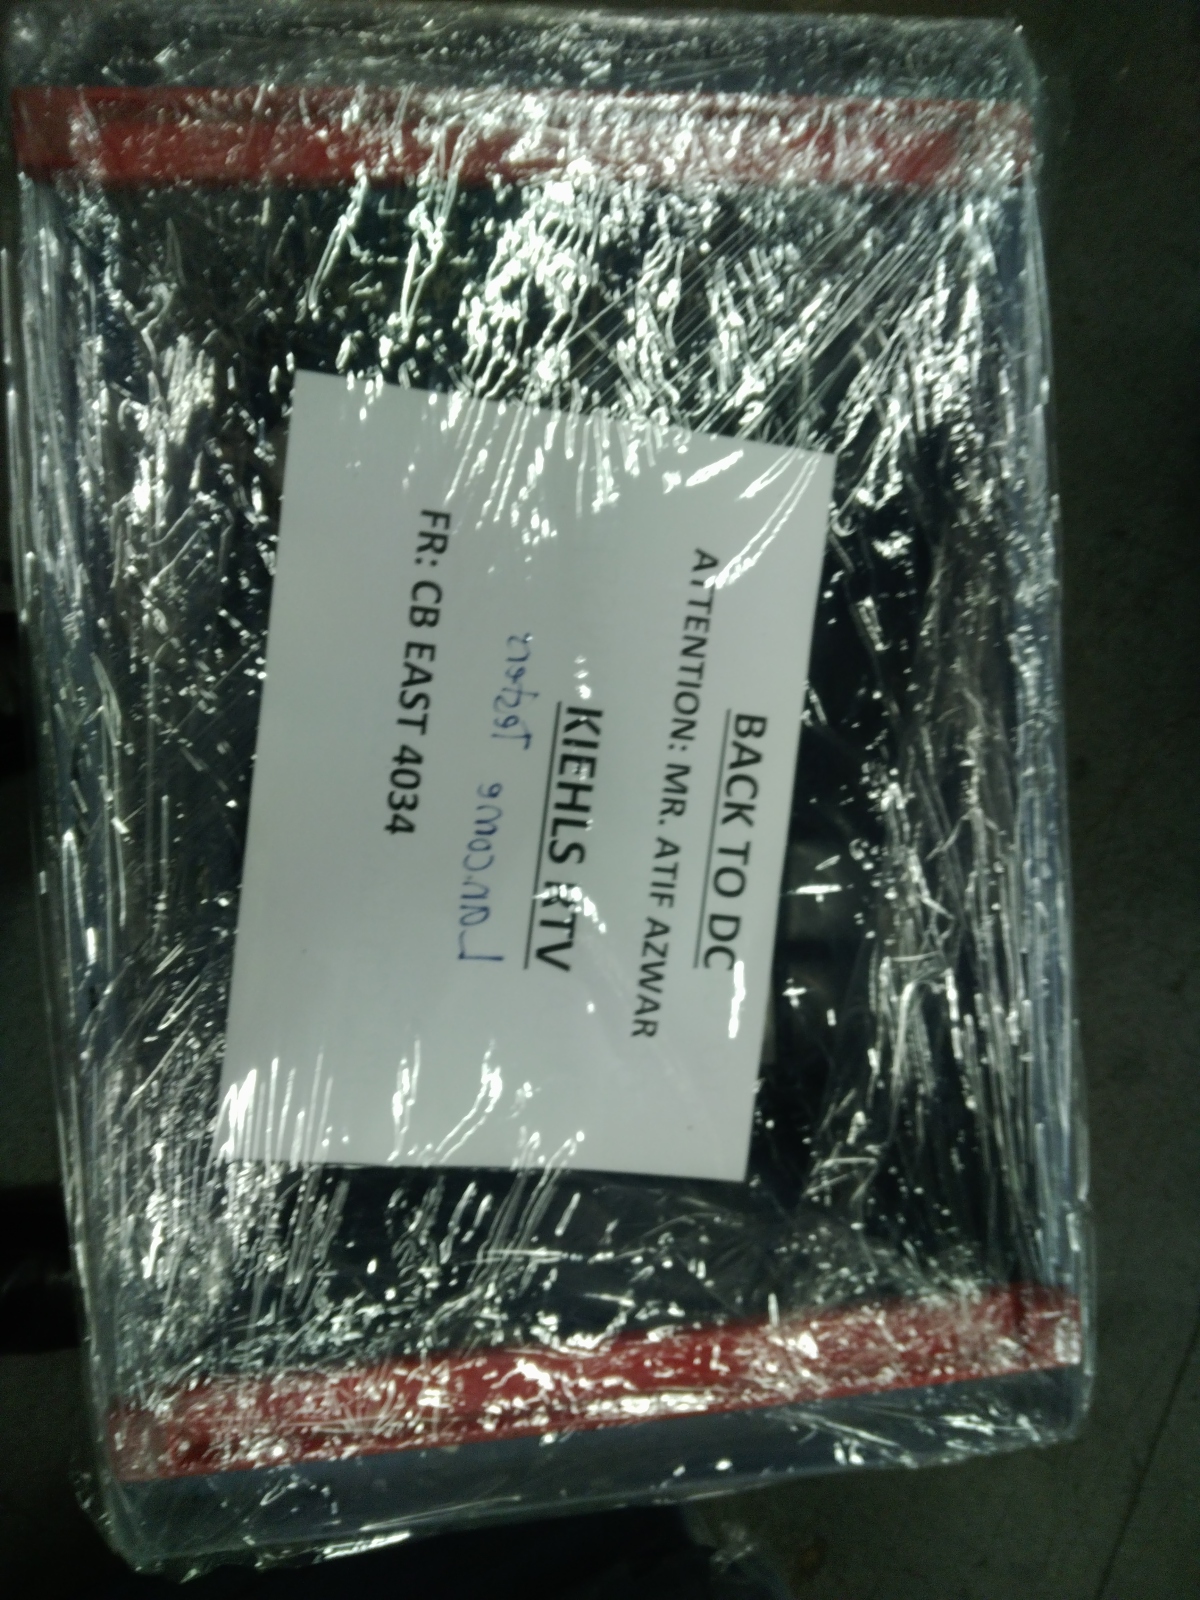 BACK TO DC
ATTENTION: MR. ATIF AZWAR
KIEHLS RTV
FR: CB EAST 4034